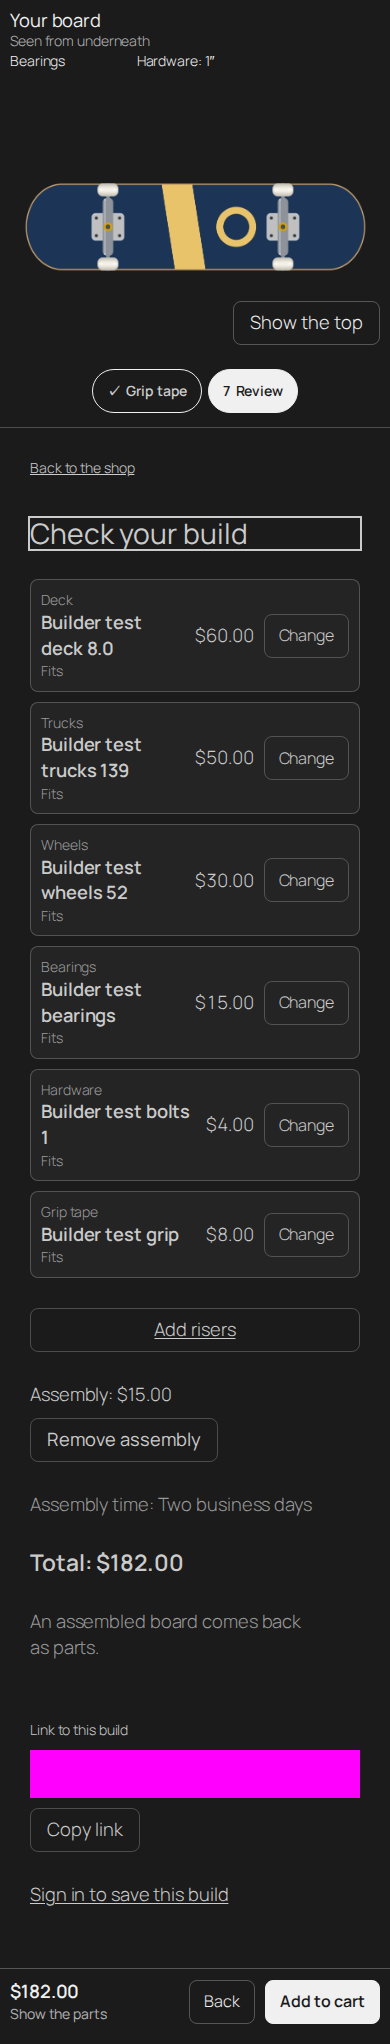 Your board
Seen from underneath
Bearings Hardware: 1″
Show the top
✓ Grip tape 7 Review
Back to the shop
Check your build
Deck
Builder test
deck 8.0
Fits
$60.00
Change
Trucks
Builder test
trucks 139
Fits
$50.00
Change
Wheels
Builder test
wheels 52
Fits
$30.00
Change
Bearings
Builder test
bearings
Fits
$15.00
Change
Hardware
Builder test bolts
1
Fits
$4.00
Change
Grip tape
Builder test grip
Fits
$8.00
Change
Add risers
Assembly: $15.00
Remove assembly
Assembly time: Two business days
Total: $182.00
An assembled board comes back
as parts.
Link to this build
Copy link
Sign in to save this build
$182.00
Show the parts
Back
Add to cart